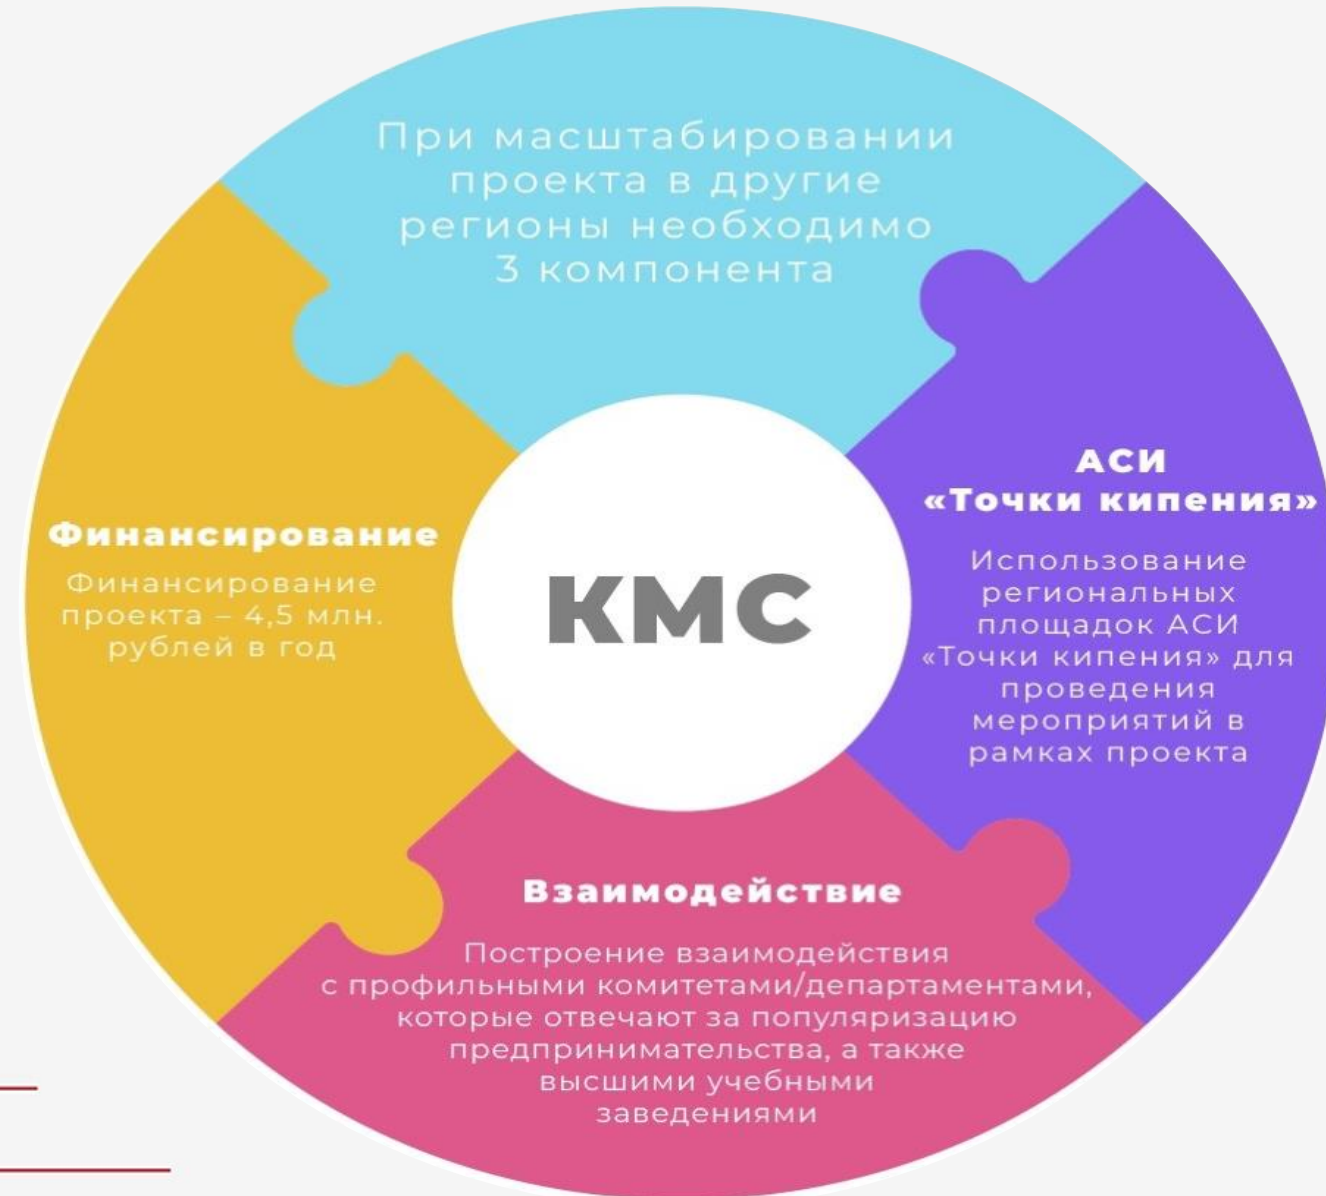 При масштабировании
проекта в другие
регионы необходимо
3 компонента
АСИ
«Точки кипения»
Использование
региональных
площадок АСИ
«Точки кипения» для
проведения
мероприятий в
рамках проекта
Взаимодействие
Построение взаимодействия
с профильными комитетами/департаментами,
которые отвечают за популяризацию
предпринимательства, а также
высшими учебными
заведениями
Финансирование
Финансирование
проекта – 4,5 млн.
рублей в год
КМС